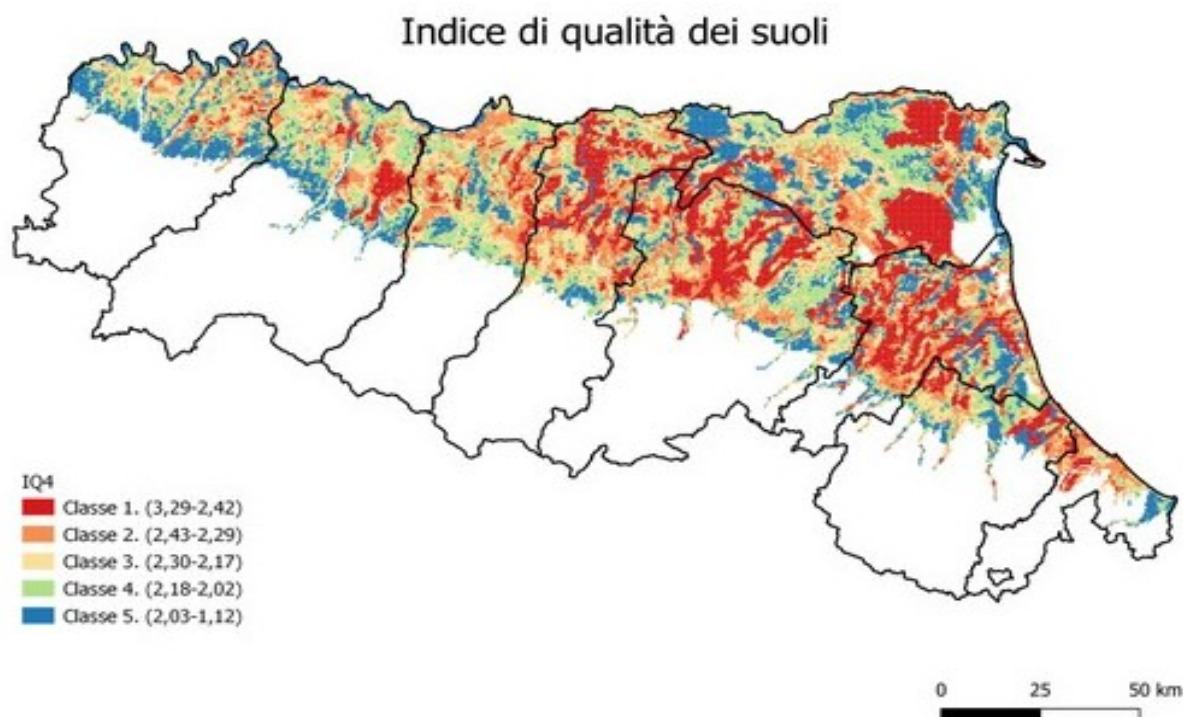 Indice di qualità dei suoli
IQ4
Classe 1. (3,29-2,42)
Classe 2. (2,43-2,29)
Classe 3. (2,30-2,17)
Classe 4. (2,18-2,02)
Classe 5. (2,03-1,12)
0 25 50 km